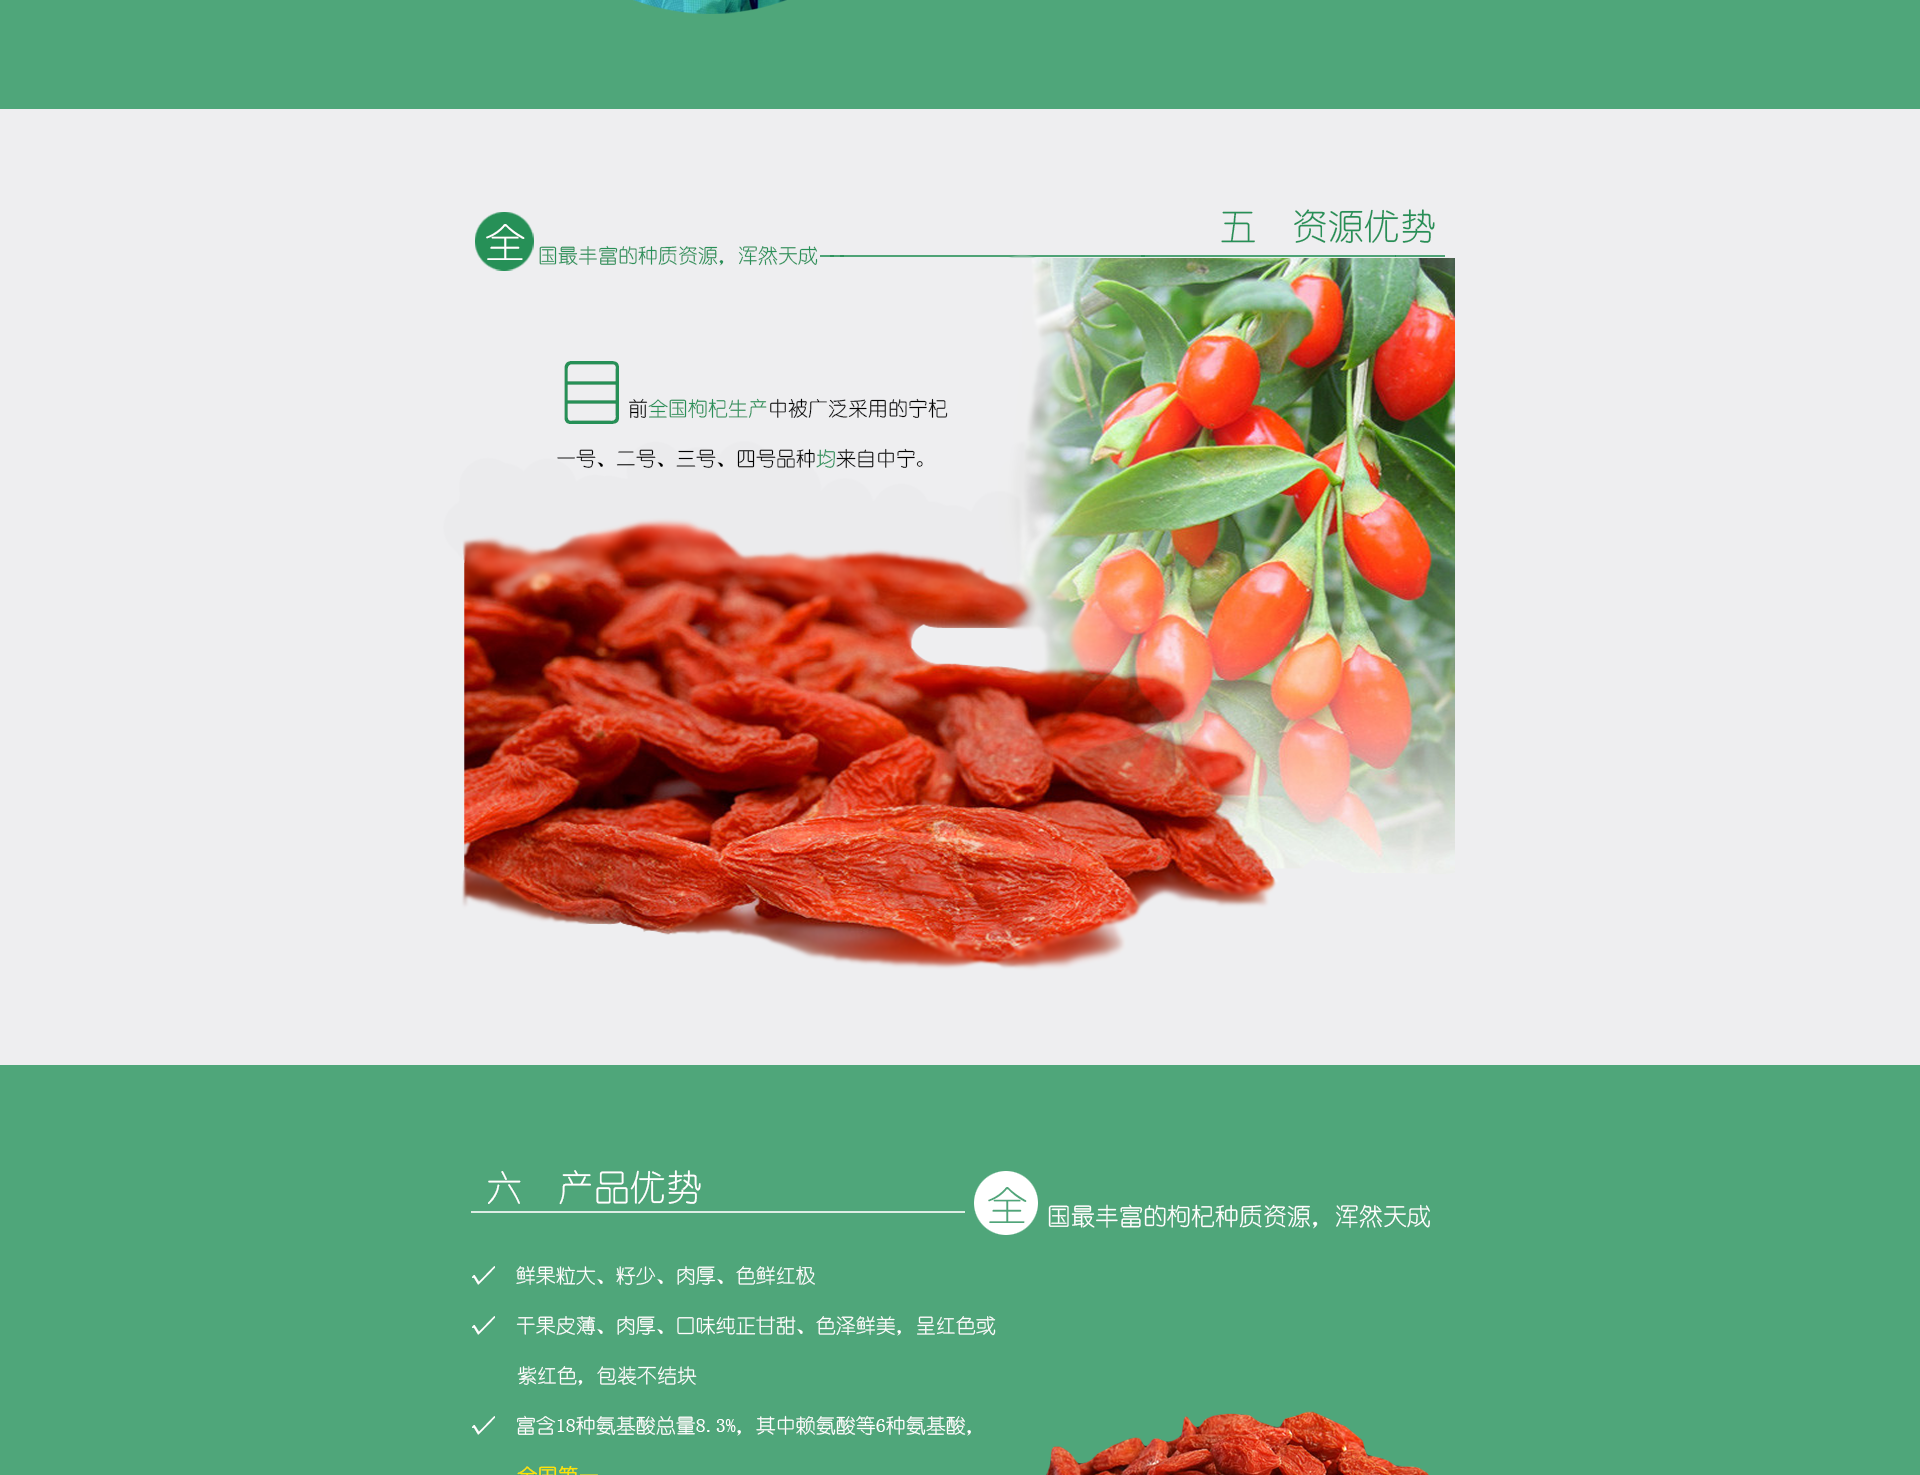 五 资源优势
全国最丰富的种质资源，浑然天成
目前全国枸杞生产中被广泛采用的宁杞
一号、二号、三号、四号品种均来自中宁。
六 产品优势
全国最丰富的枸杞种质资源，浑然天成
鲜果粒大、籽少、肉厚、色鲜红极
干果皮薄、肉厚、口味纯正甘甜、色泽鲜美，呈红色或
紫红色，包装不结块
富含18种氨基酸总量8.3%，其中赖氨酸等6种氨基酸，
全国第一